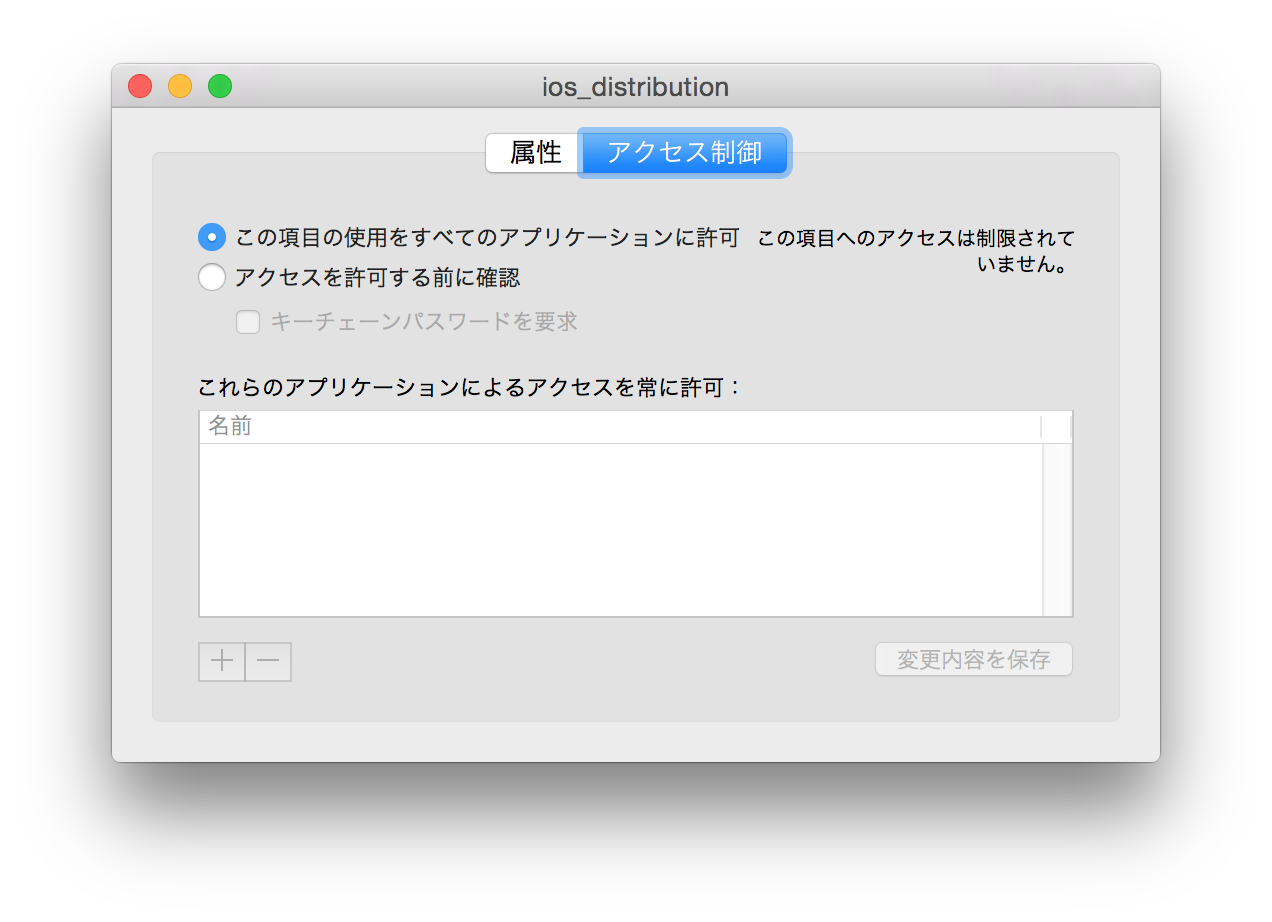 ios_distribution
属性 アクセス制御
この項目の使用をすべてのアプリケーションに許可 この項目へのアクセスは制限されて
いません。
アクセスを許可する前に確認
キーチェーンパスワードを要求
これらのアプリケーションによるアクセスを常に許可：
名前
変更内容を保存